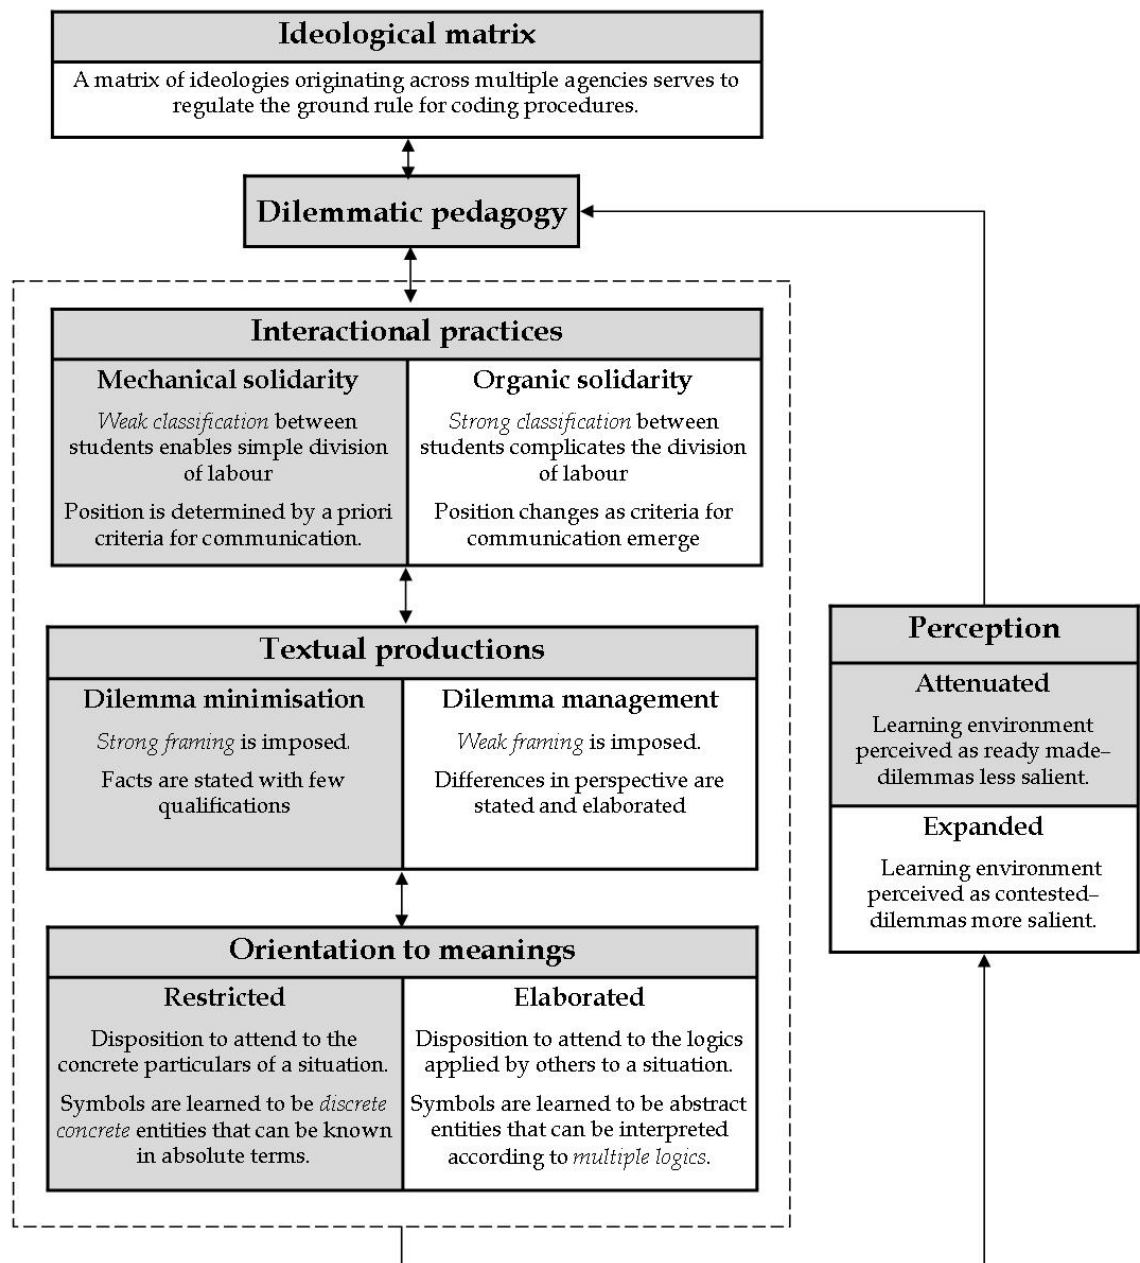 Ideological matrix
A matrix of ideologies originating across multiple agencies serves to
regulate the ground rule for coding procedures.
Dilemmatic pedagogy
Interactional practices
Mechanical solidarity
Weak classification between
students enables simple division
of labour
Position is determined by a priori
criteria for communication.
Organic solidarity
Strong classification between
students complicates the division
of labour
Position changes as criteria for
communication emerge
Textual productions
Dilemma minimisation
Strong framing is imposed.
Facts are stated with few
qualifications
Dilemma management
Weak framing is imposed.
Differences in perspective are
stated and elaborated
Orientation to meanings
Restricted
Disposition to attend to the
concrete particulars of a situation.
Symbols are learned to be discrete
concrete entities that can be known
in absolute terms.
Elaborated
Disposition to attend to the logics
applied by others to a situation.
Symbols are learned to be abstract
entities that can be interpreted
according to multiple logics.
Perception
Attenuated
Learning environment
perceived as ready made–
dilemmas less salient.
Expanded
Learning environment
perceived as contested–
dilemmas more salient.